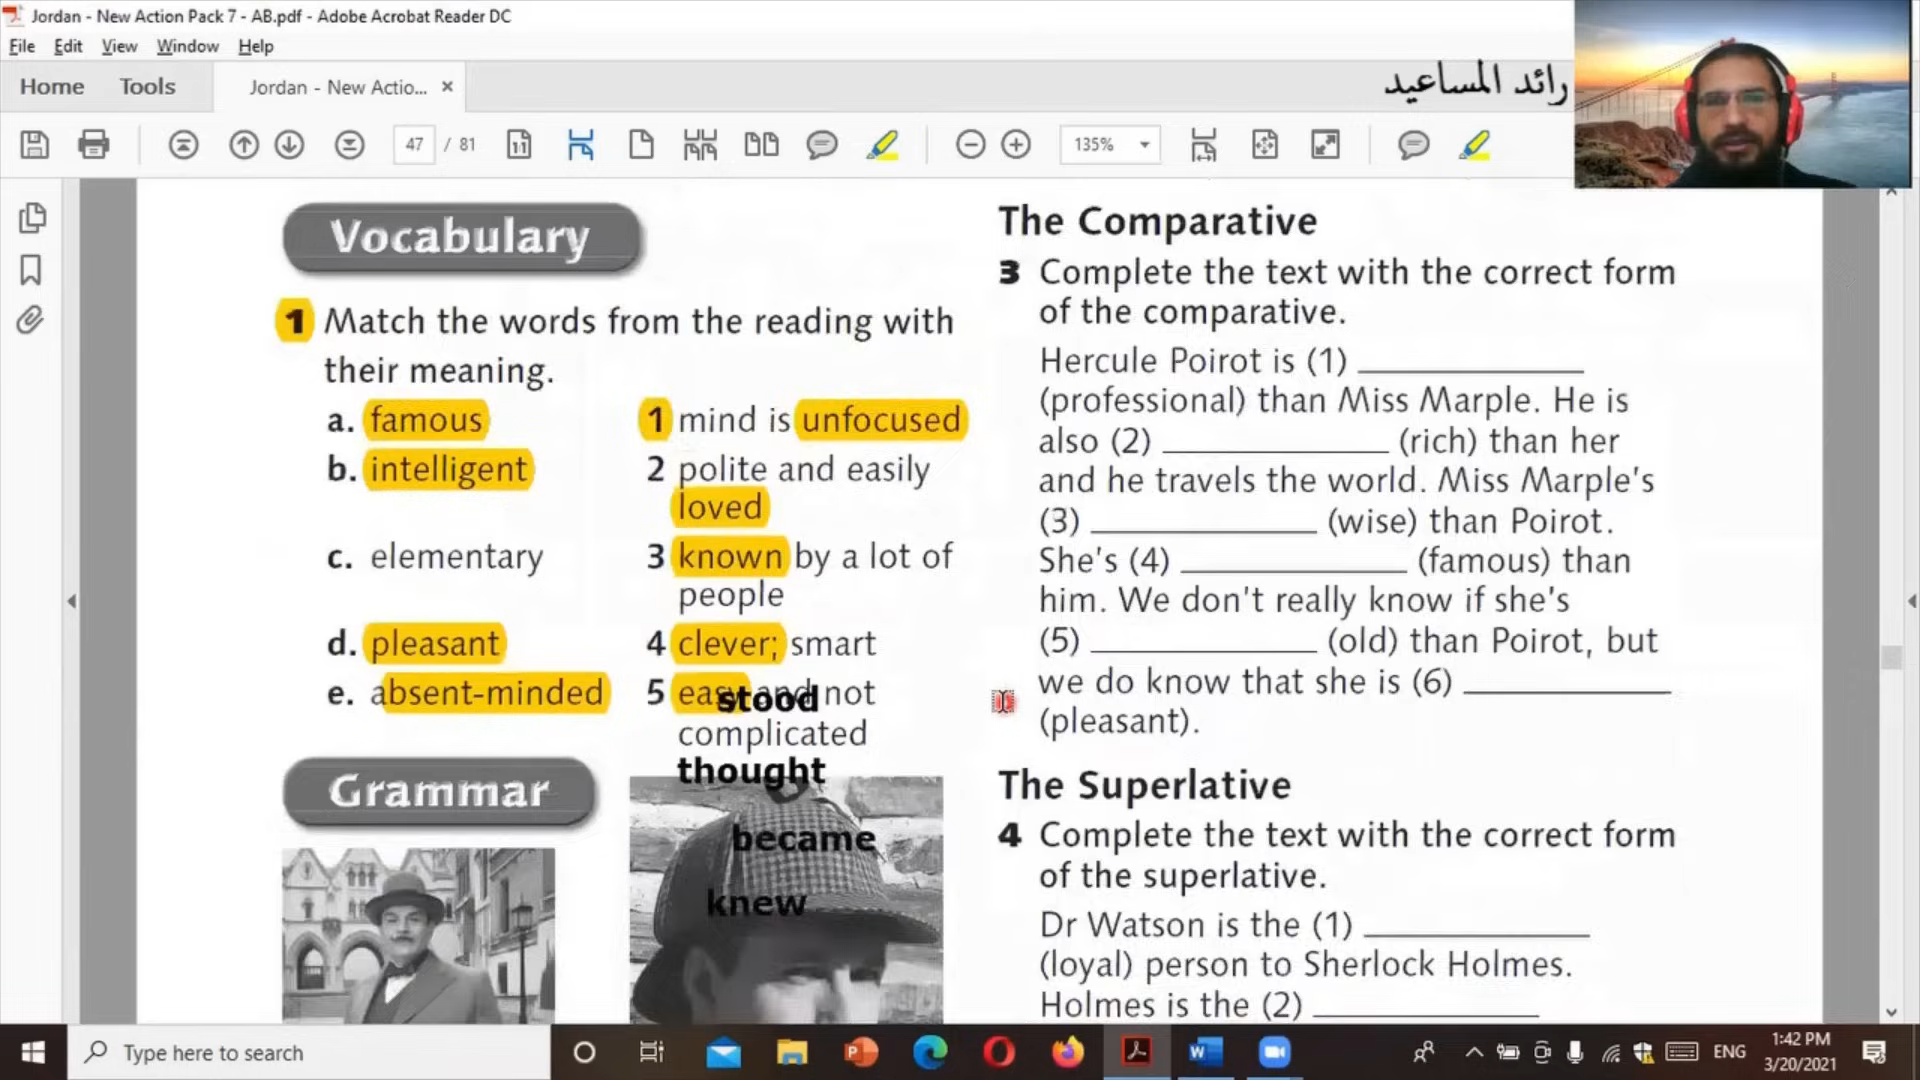 Jordan - New Action Pack 7 - AB.pdf - Adobe Acrobat Reader DC
File Edit View Window Help
Home Tools Jordan - New Actio... ×
رائد المساعيد
47 / 81 135%
Vocabulary
1 Match the words from the reading with
their meaning.
a. famous 1 mind is unfocused
b. intelligent 2 polite and easily
loved
c. elementary 3 known by a lot of
people
d. pleasant 4 clever; smart
e. absent-minded 5 easy and not
stood
complicated
thought
became
knew
Grammar
The Comparative
3 Complete the text with the correct form
of the comparative.
Hercule Poirot is (1) ____________
(professional) than Miss Marple. He is
also (2) ____________ (rich) than her
and he travels the world. Miss Marple's
(3) ____________ (wise) than Poirot.
She's (4) ____________ (famous) than
him. We don't really know if she's
(5) ____________ (old) than Poirot, but
we do know that she is (6) ____________
(pleasant).
The Superlative
4 Complete the text with the correct form
of the superlative.
Dr Watson is the (1) ____________
(loyal) person to Sherlock Holmes.
Holmes is the (2) ____________
Type here to search
ENG
1:42 PM
3/20/2021